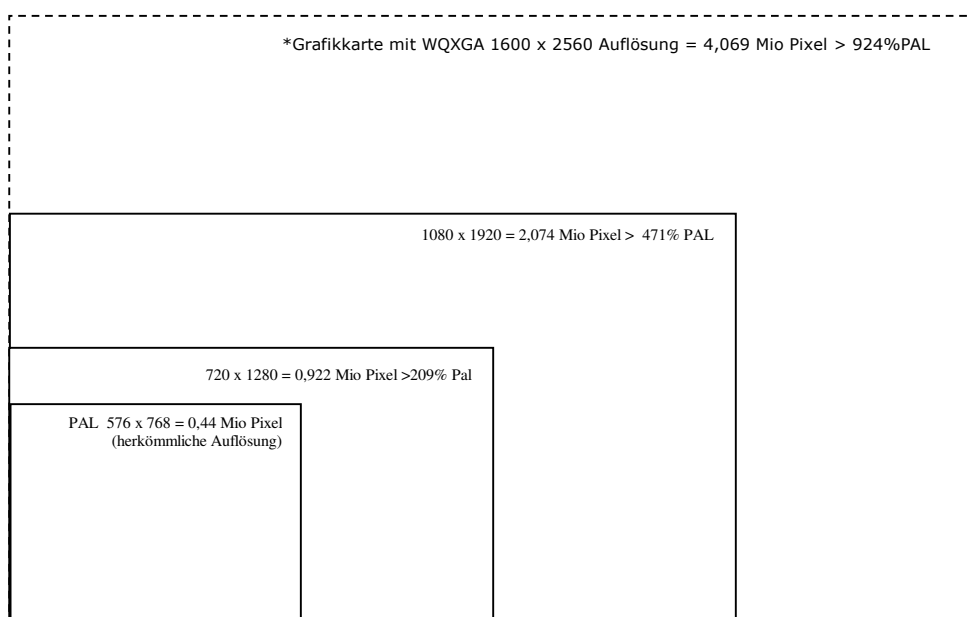 *Grafikkarte mit WQXGA 1600 x 2560 Auflösung = 4,069 Mio Pixel > 924%PAL
1080 x 1920 = 2,074 Mio Pixel > 471% PAL
720 x 1280 = 0,922 Mio Pixel >209% Pal
PAL 576 x 768 = 0,44 Mio Pixel
(herkömmliche Auflösung)